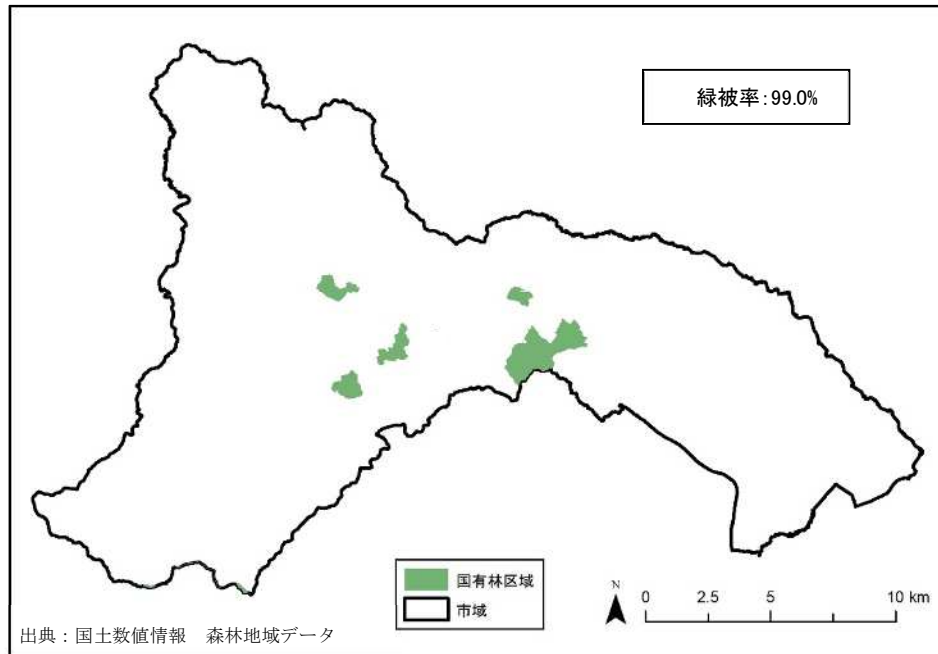 緑被率：99.0%
国有林区域
市域
N
0 2.5 5 10 km
出典：国土数値情報　森林地域データ